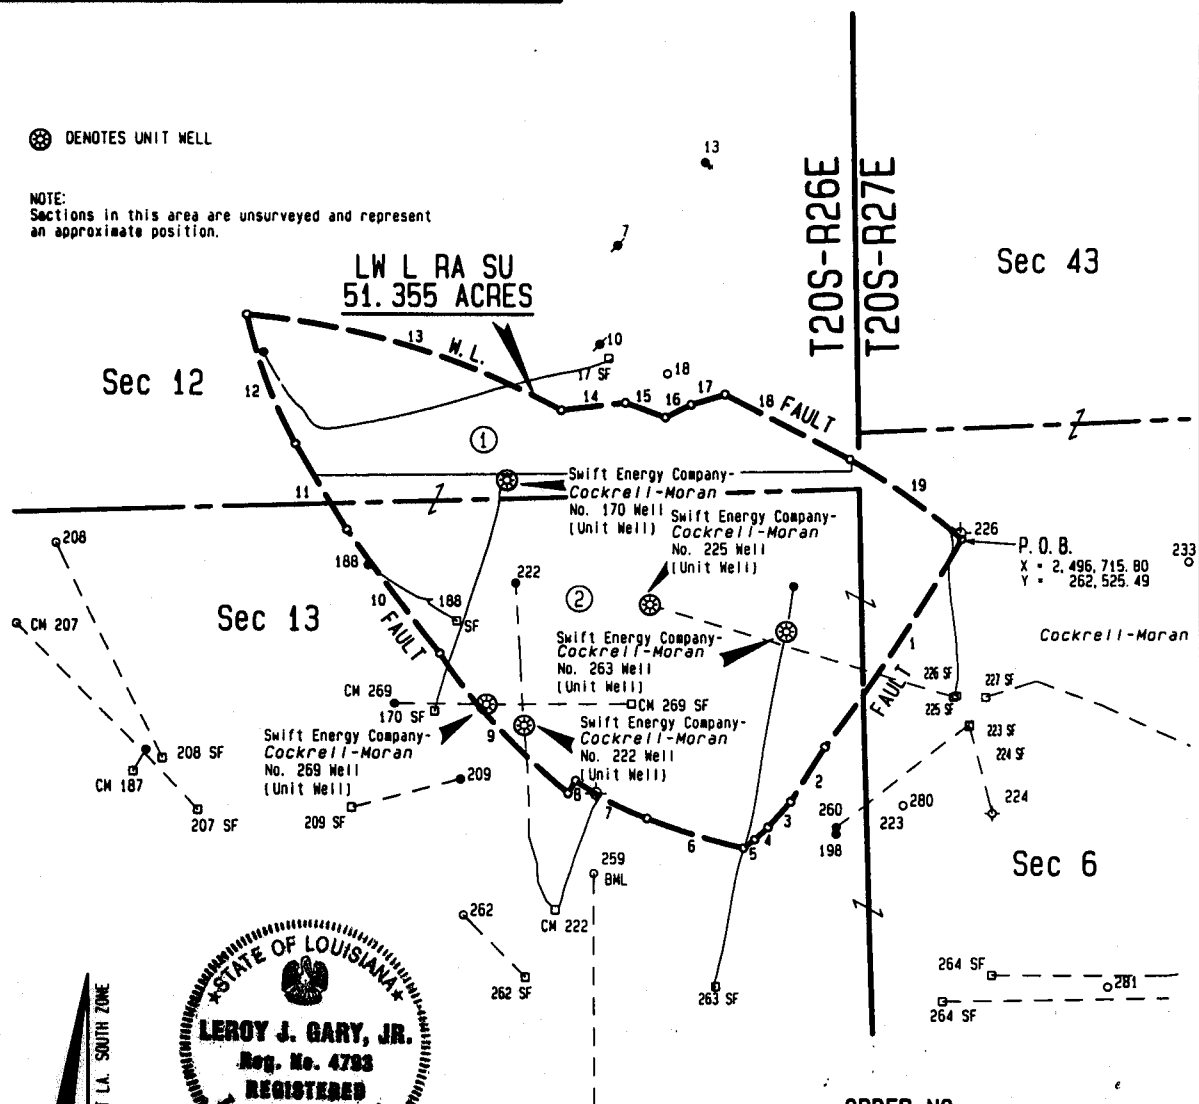 DENOTES UNIT WELL
NOTE:
Sections in this area are unsurveyed and represent
an approximate position.
13
7
T20S-R26E
T20S-R27E
Sec 43
LW L RA SU
51.355 ACRES
13
W.L.
10
17 SF
18
Sec 12
12
14
15
16
17
18
FAULT
1
19
11
Swift Energy Company-
Cockrell-Moran
No. 170 Well
(Unit Well)
Swift Energy Company-
Cockrell-Moran
No. 225 Well
(Unit Well)
226
P.O.B.
X = 2,496,715.80
Y = 262,525.49
233
208
188
222
2
10
188
SF
CM 207
Sec 13
FAULT
Cockrell-Moran
1
Swift Energy Company-
Cockrell-Moran
No. 263 Well
(Unit Well)
226 SF
227 SF
225 SF
FAULT
CM 269
170 SF
CM 269 SF
Swift Energy Company-
Cockrell-Moran
No. 222 Well
(Unit Well)
223 SF
224 SF
Swift Energy Company-
Cockrell-Moran
No. 269 Well
(Unit Well)
9
208 SF
CM 187
209
2
207 SF
209 SF
8
7
3
260
280
223
224
6
5
4
198
259
BML
Sec 6
262
CM 222
262 SF
263 SF
264 SF
281
264 SF
STATE OF LOUISIANA
LEROY J. GARY, JR.
Reg. No. 4793
REGISTERED
LA. SOUTH ZONE